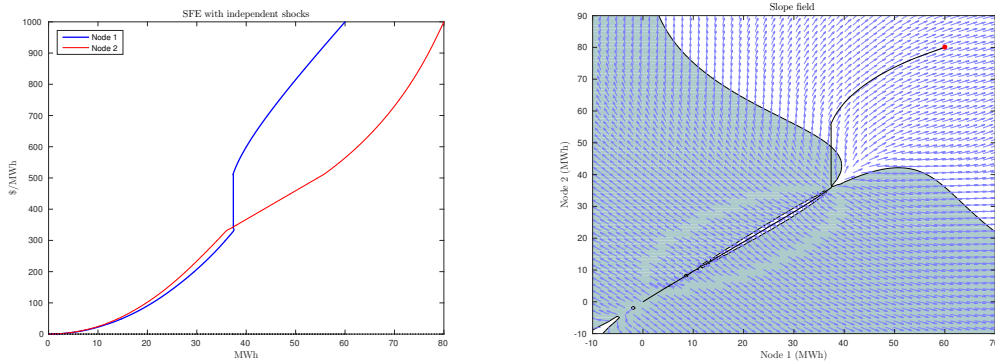 SFE with independent shocks
1000
900
800
700
600
500
400
300
200
100
0
$/MWh
Node 1
Node 2
0 10 20 30 40 50 60 70 80
MWh
Slope field
90
80
70
60
50
40
30
20
10
0
-10
Node 2 (MWh)
-10 0 10 20 30 40 50 60 70
Node 1 (MWh)